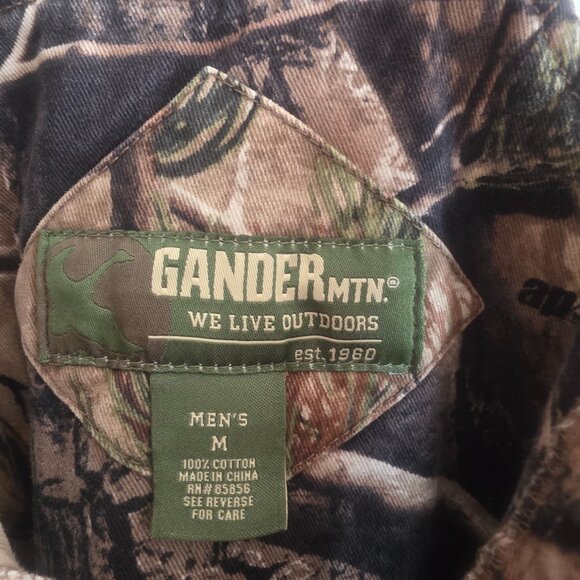 GANDER MTN.®
WE LIVE OUTDOORS
est. 1960
MEN'S
M
100% COTTON
MADE IN CHINA
RN# 85856
SEE REVERSE
FOR CARE